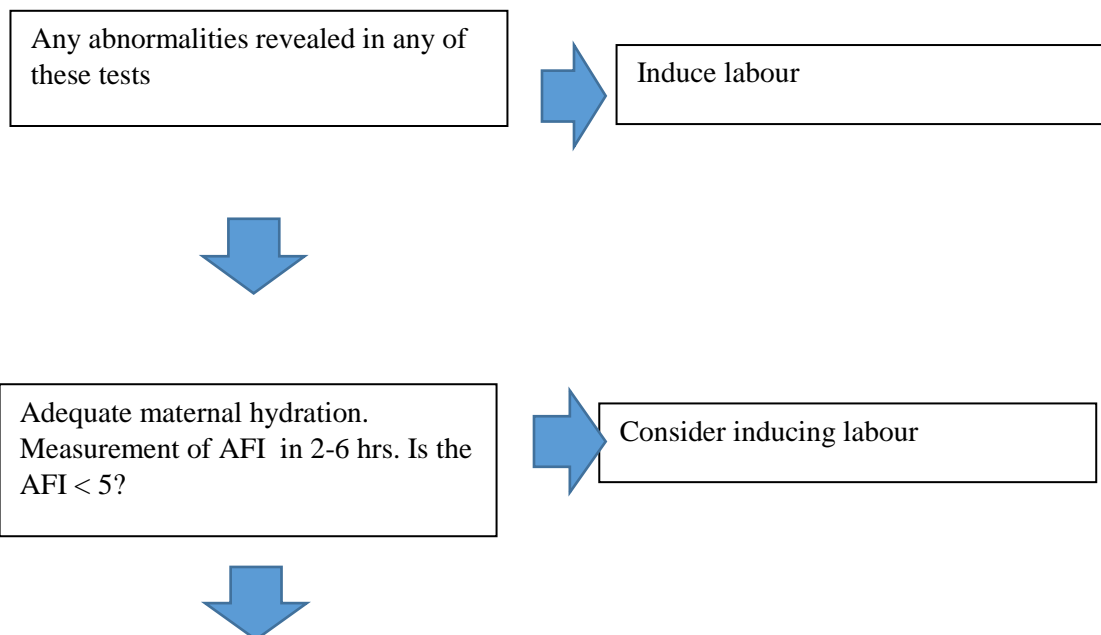 Any abnormalities revealed in any of
these tests
Induce labour
Adequate maternal hydration.
Measurement of AFI  in 2-6 hrs. Is the
AFI < 5?
Consider inducing labour